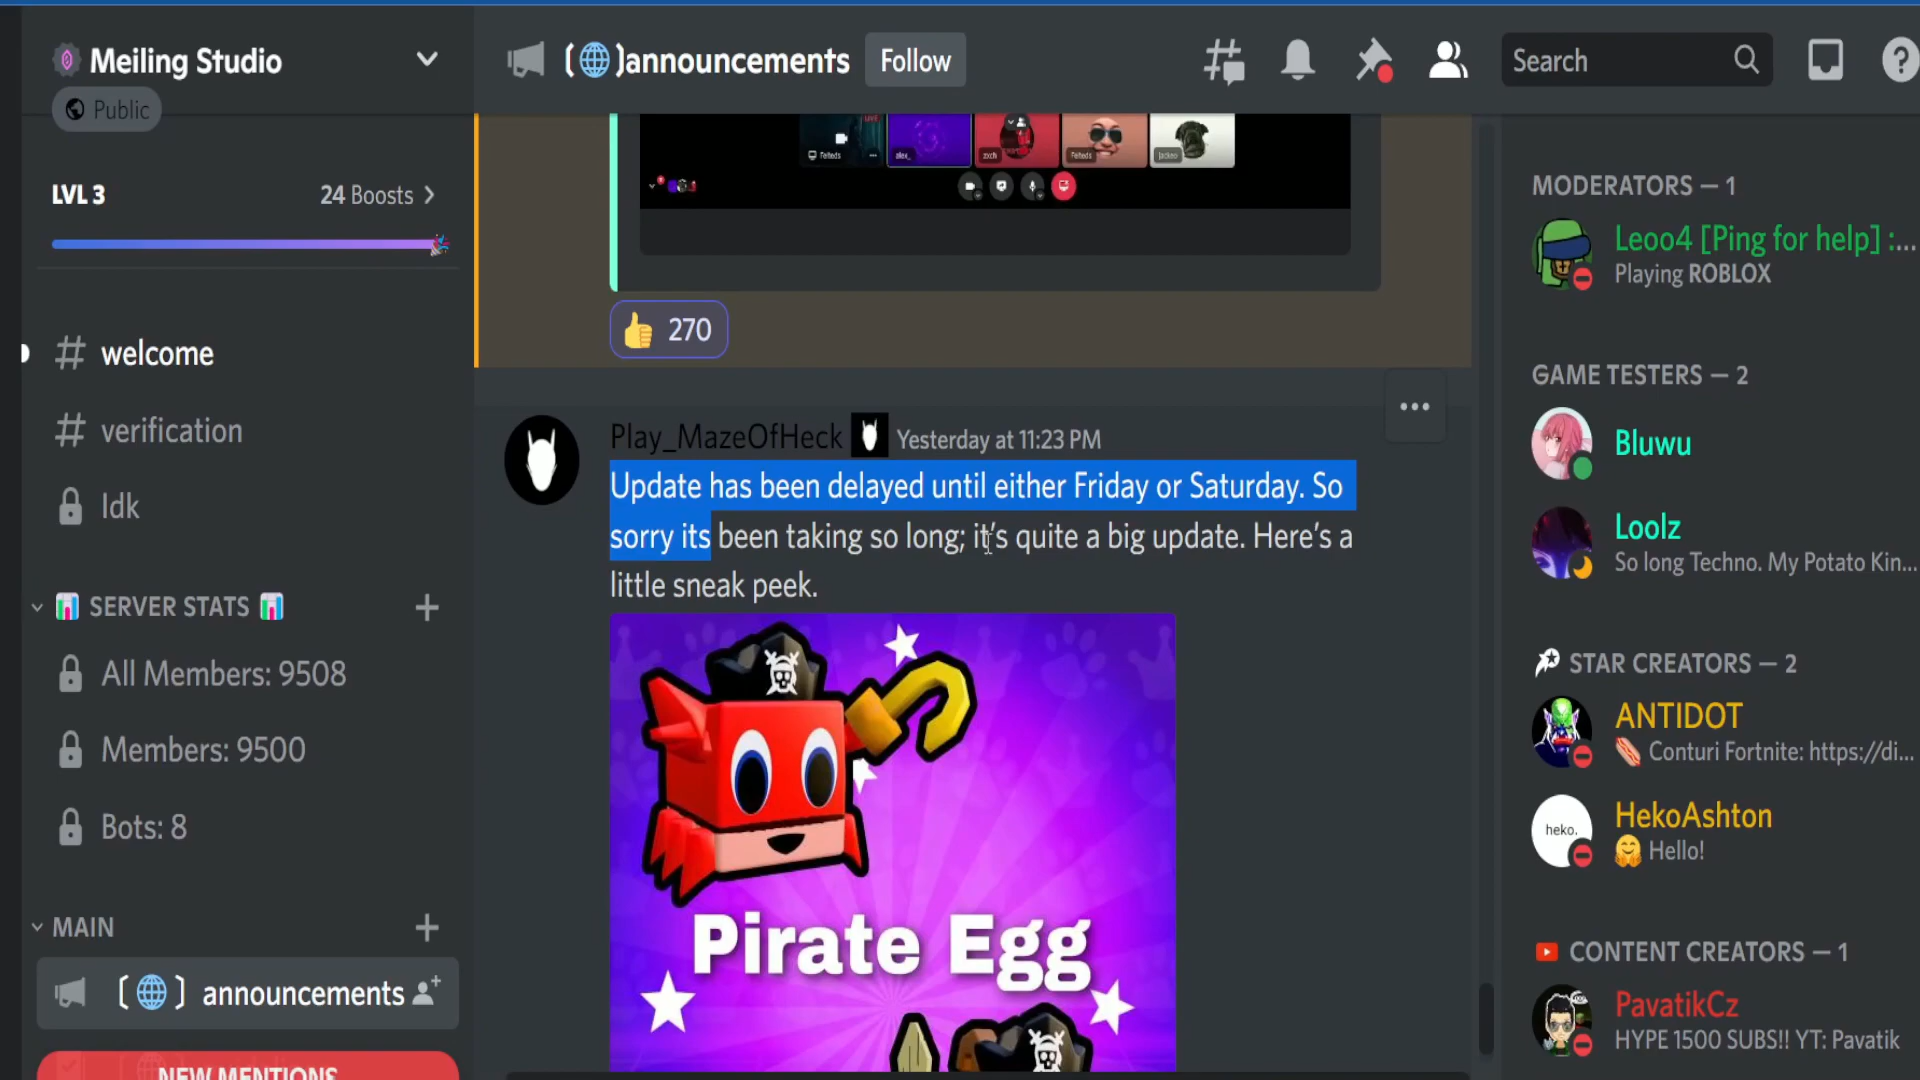 Meiling Studio
Public
LVL 3
24 Boosts
welcome
verification
ldk
SERVER STATS
All Members: 9508
Members: 9500
Bots: 8
MAIN
( ) announcements
NEW MENTIONS
( )announcements
Follow
Search
Felteds
alex_
zxch
Felteds
270
Play_MazeOfHeck Yesterday at 11:23 PM
Update has been delayed until either Friday or Saturday. So
sorry its been taking so long; it's quite a big update. Here's a
little sneak peek.
Pirate Egg
MODERATORS — 1
Leoo4 [Ping for help] :...
Playing ROBLOX
GAME TESTERS — 2
Bluwu
Loolz
So long Techno. My Potato Kin...
STAR CREATORS — 2
ANTIDOT
Conturi Fortnite: https://di...
heko.
HekoAshton
Hello!
CONTENT CREATORS — 1
PavatikCz
HYPE 1500 SUBS!! YT: Pavatik